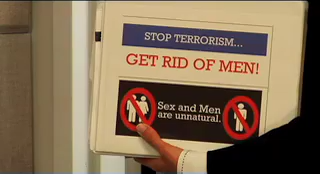 STOP TERRORISM...
GET RID OF MEN!
Sex and Men
are unnatural.